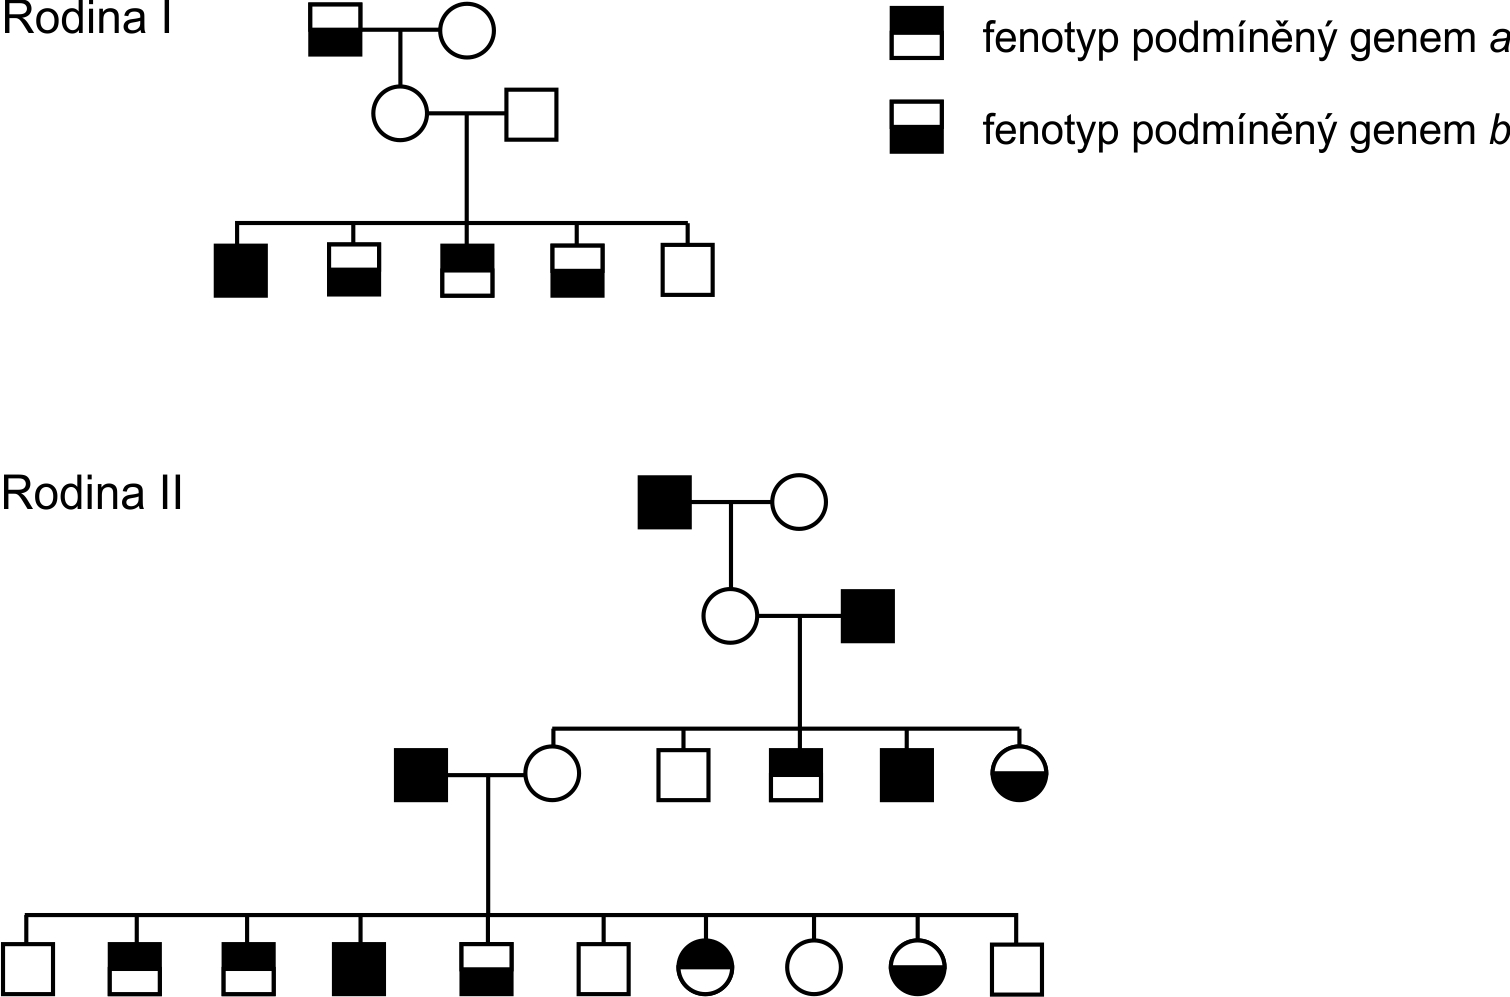 Rodina I
fenotyp podmíněný genem a
fenotyp podmíněný genem b
Rodina II